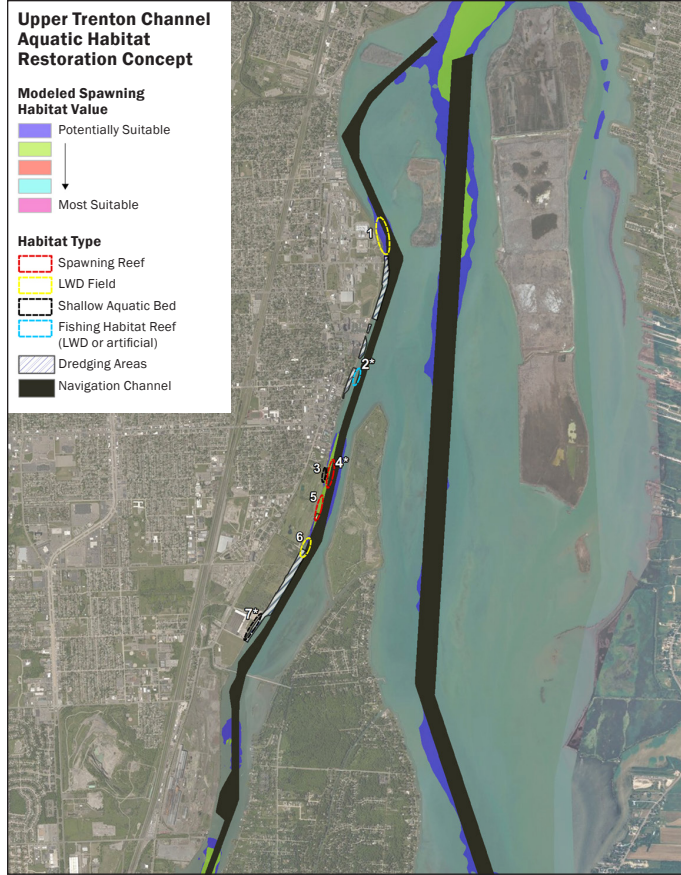 Upper Trenton Channel
Aquatic Habitat
Restoration Concept
Modeled Spawning
Habitat Value
Potentially Suitable
Most Suitable
Habitat Type
Spawning Reef
LWD Field
Shallow Aquatic Bed
Fishing Habitat Reef
(LWD or artificial)
Dredging Areas
Navigation Channel
1
2*
3
4*
5
6
7*